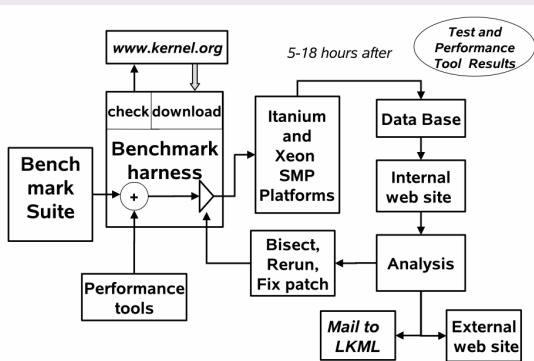 www.kernel.org
5-18 hours after
Test and
Performance
Tool Results
check
download
Benchmark
harness
Bench
mark
Suite
+
Performance
tools
Itanium
and
Xeon
SMP
Platforms
Data Base
Internal
web site
Analysis
Bisect,
Rerun,
Fix patch
Mail to
LKML
External
web site